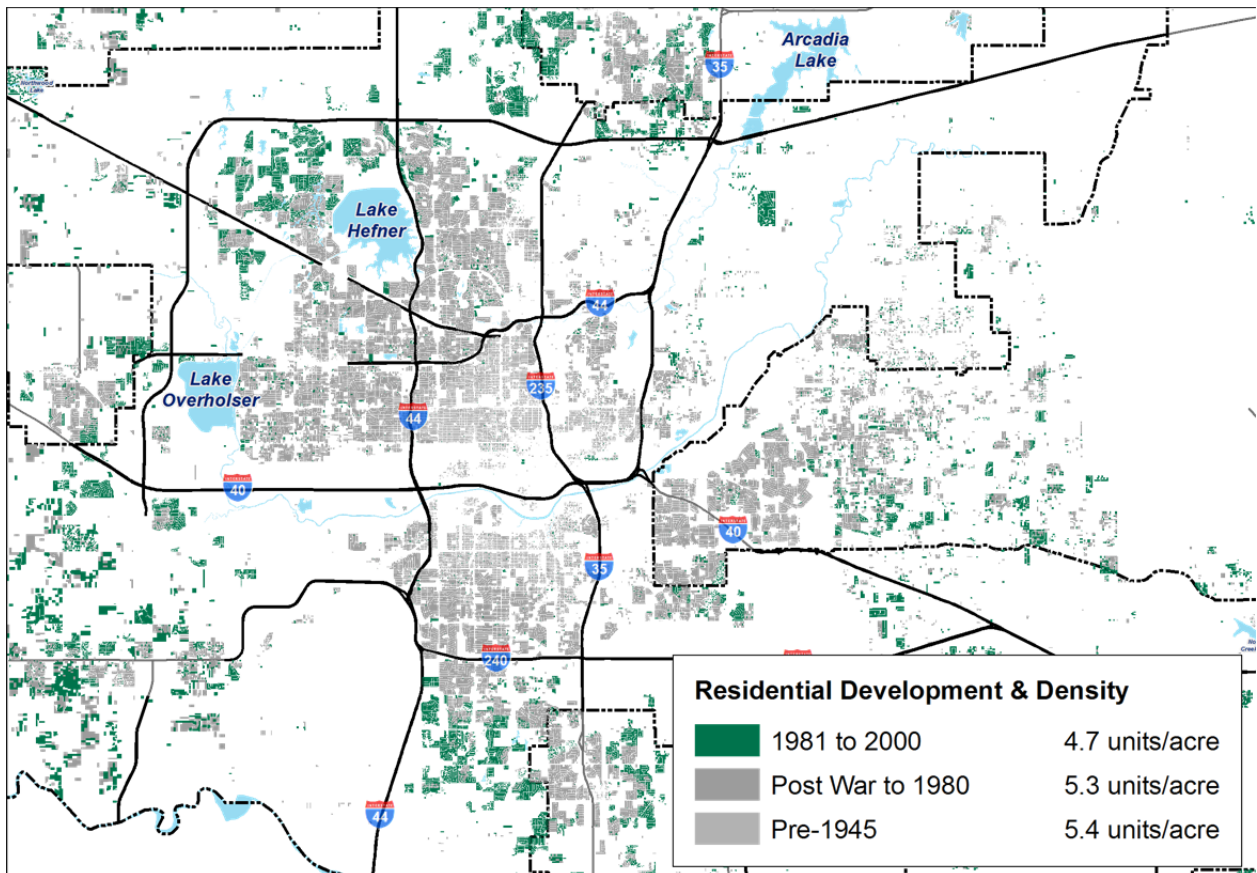 Arcadia
Lake
35
Northwood
Lake
Lake
Hefner
44
235
Lake
Overholser
44
40
40
35
240
44
Residential Development & Density
1981 to 2000 4.7 units/acre
Post War to 1980 5.3 units/acre
Pre-1945 5.4 units/acre